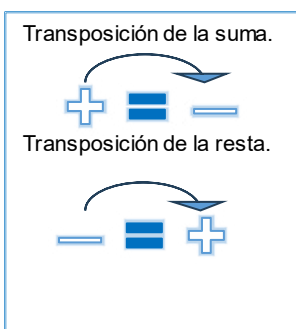 Transposición de la suma.
+ = −
Transposición de la resta.
− = +